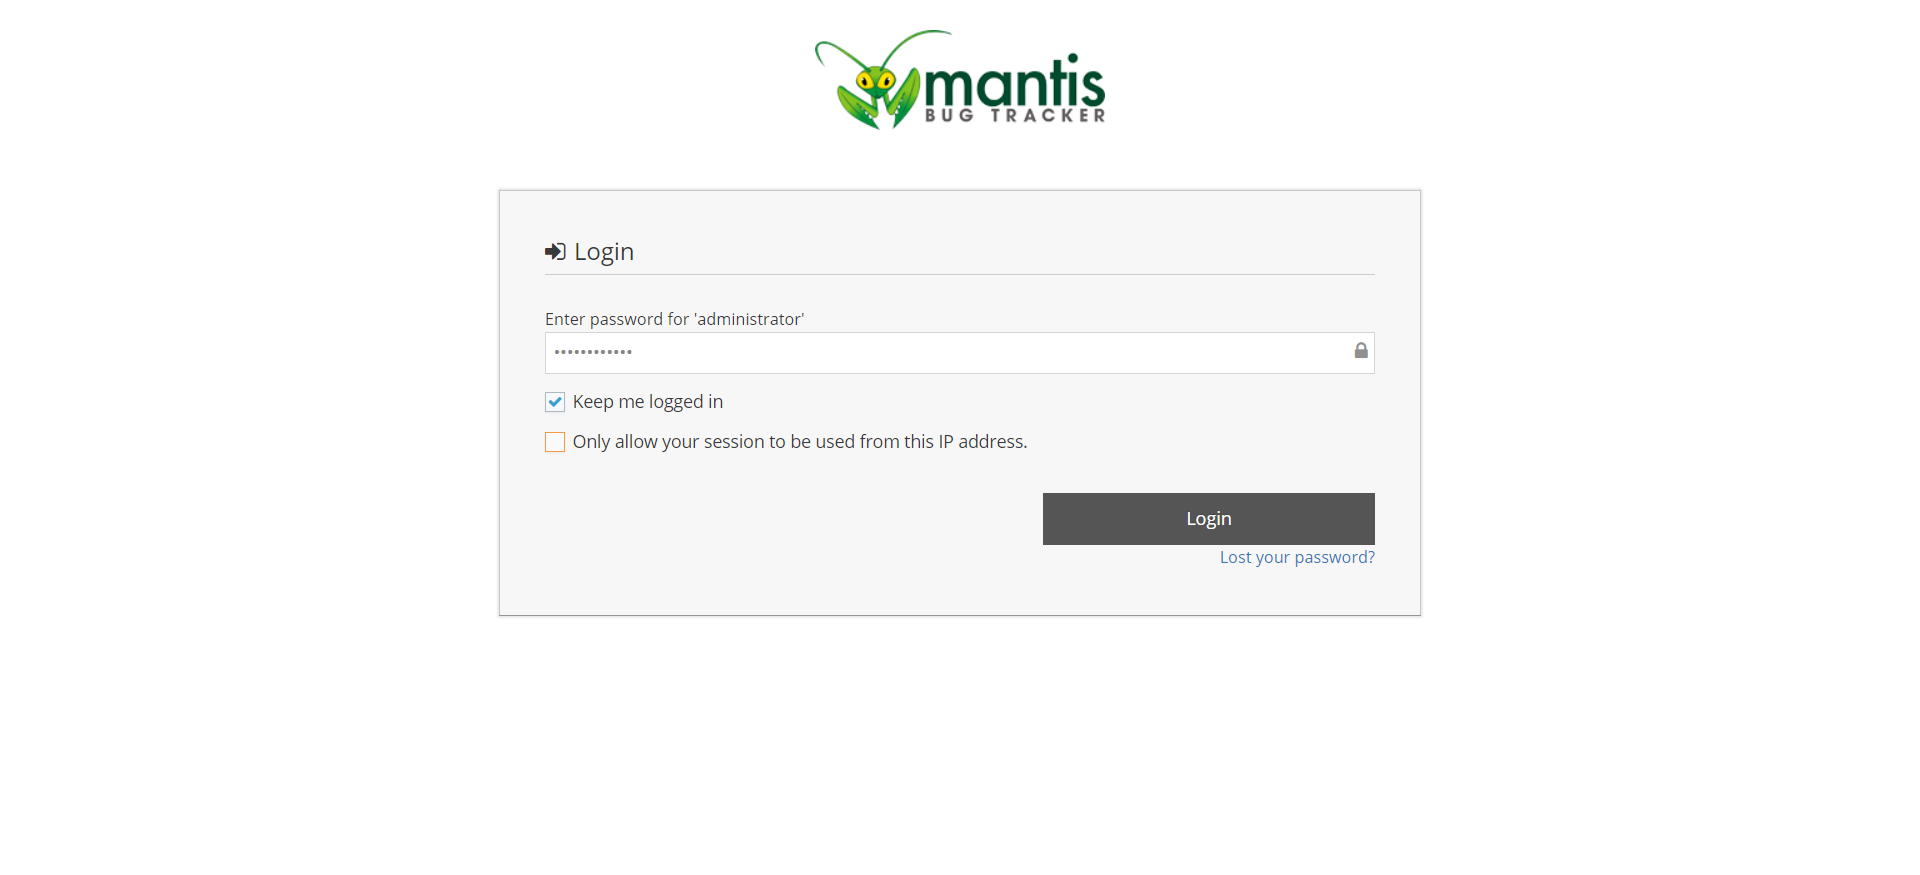 mantis
BUG TRACKER
Login
Enter password for 'administrator'
••••••••••••
Keep me logged in
Only allow your session to be used from this IP address.
Login
Lost your password?